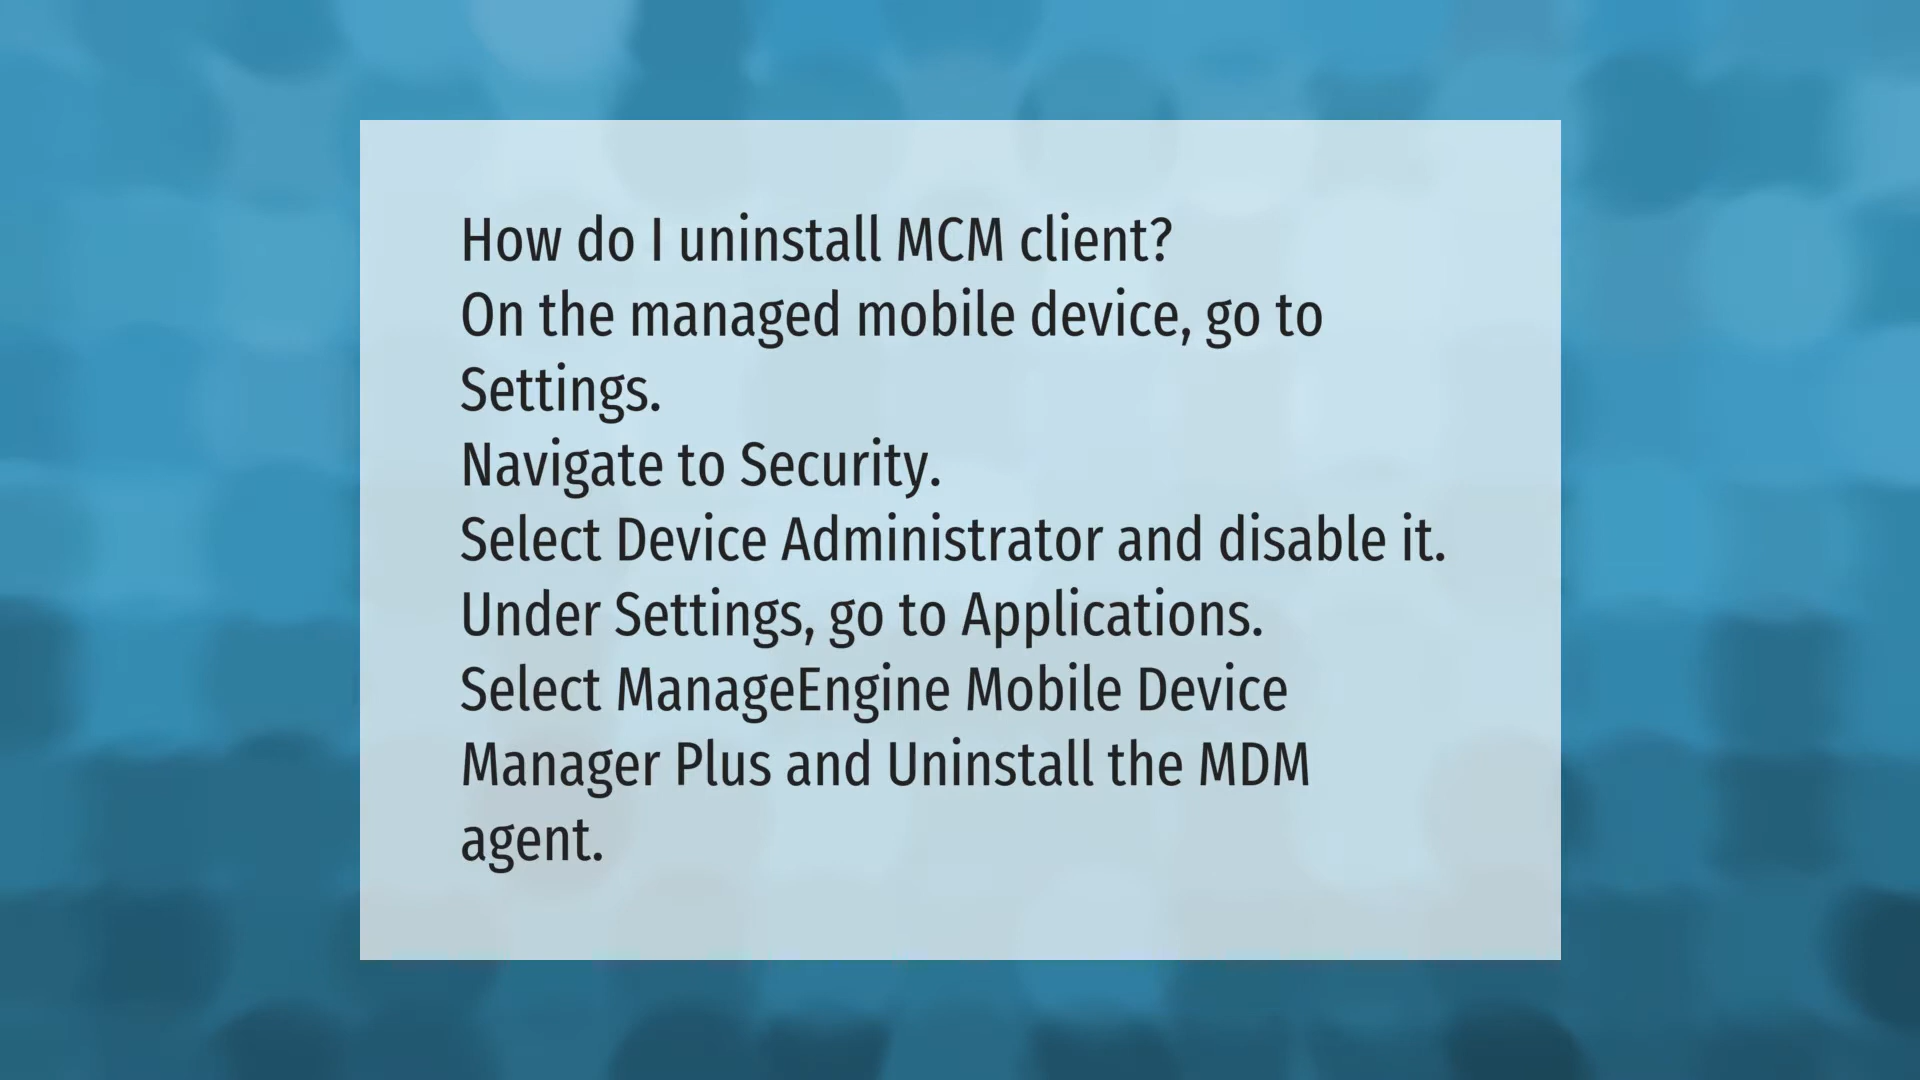 How do I uninstall MCM client?
On the managed mobile device, go to
Settings.
Navigate to Security.
Select Device Administrator and disable it.
Under Settings, go to Applications.
Select ManageEngine Mobile Device
Manager Plus and Uninstall the MDM
agent.